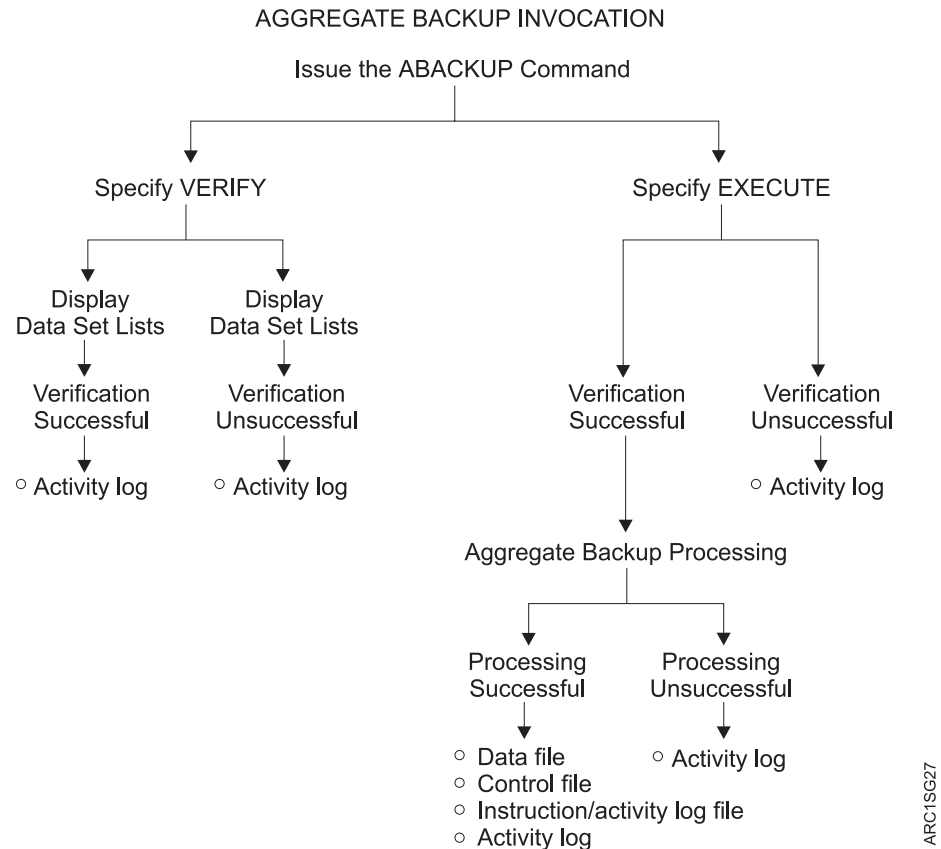 AGGREGATE BACKUP INVOCATION
Issue the ABACKUP Command
Specify VERIFY
Specify EXECUTE
Display
Data Set Lists
Display
Data Set Lists
Verification
Successful
Verification
Unsuccessful
Verification
Successful
Verification
Unsuccessful
○ Activity log
○ Activity log
○ Activity log
Aggregate Backup Processing
Processing
Successful
Processing
Unsuccessful
○ Data file
○ Control file
○ Instruction/activity log file
○ Activity log
○ Activity log
ARC1SG27